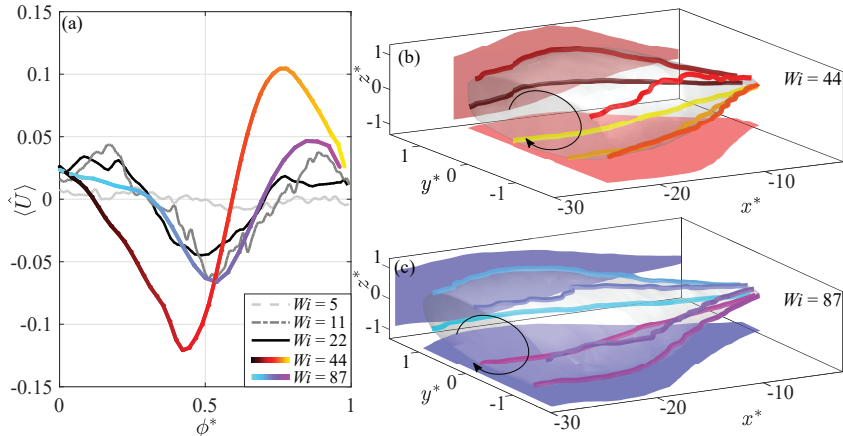 (a)
0.15
0.1
0.05
0
-0.05
-0.1
-0.15
⟨Û⟩
0
0.5
1
ϕ*
Wi = 5
Wi = 11
Wi = 22
Wi = 44
Wi = 87
(b)
Wi = 44
z*
1
0
-1
y*
1
0
-1
x*
-30
-20
-10
(c)
Wi = 87
z*
1
0
-1
y*
1
0
-1
x*
-30
-20
-10